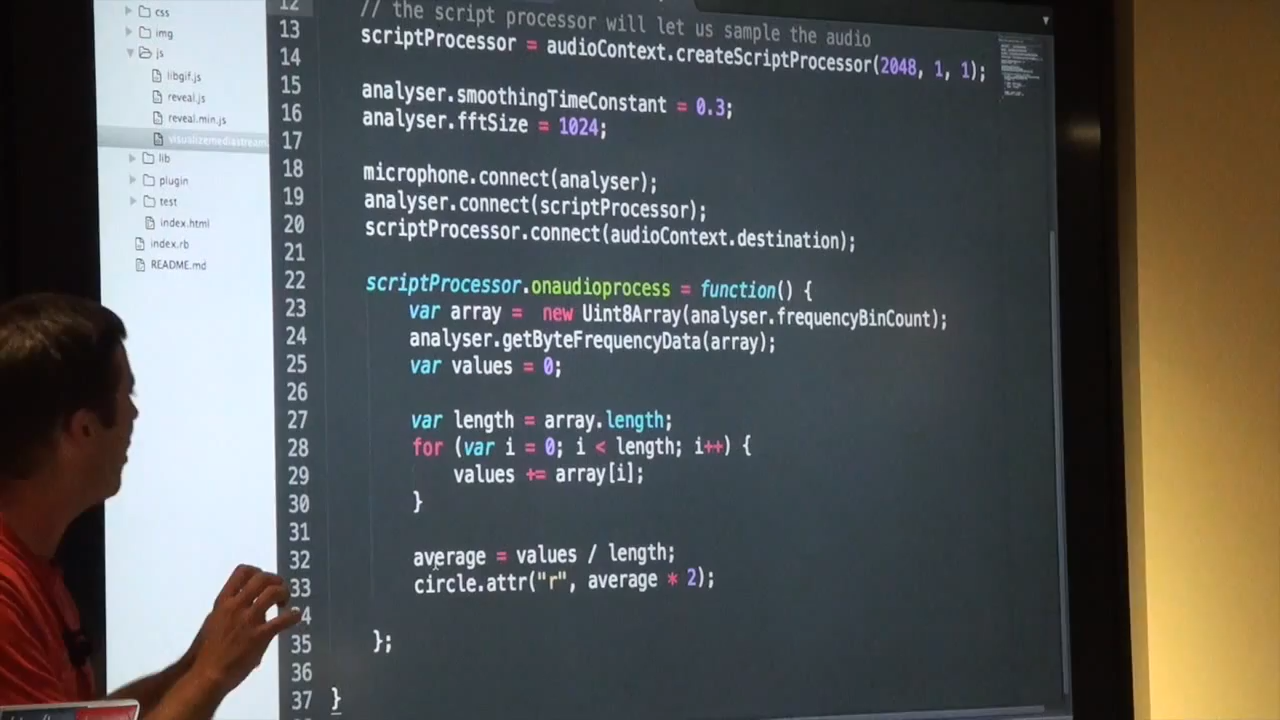 css
img
js
libgif.js
reveal.js
reveal.min.js
visualizemediastream
lib
plugin
test
index.html
index.rb
README.md
12 // the script processor will let us sample the audio
13 scriptProcessor = audioContext.createScriptProcessor(2048, 1, 1);
14
15 analyser.smoothingTimeConstant = 0.3;
16 analyser.fftSize = 1024;
17
18 microphone.connect(analyser);
19 analyser.connect(scriptProcessor);
20 scriptProcessor.connect(audioContext.destination);
21
22 scriptProcessor.onaudioprocess = function() {
23 var array = new Uint8Array(analyser.frequencyBinCount);
24 analyser.getByteFrequencyData(array);
25 var values = 0;
26
27 var length = array.length;
28 for (var i = 0; i < length; i++) {
29 values += array[i];
30 }
31
32 average = values / length;
33 circle.attr("r", average * 2);
34
35 };
36
37 }